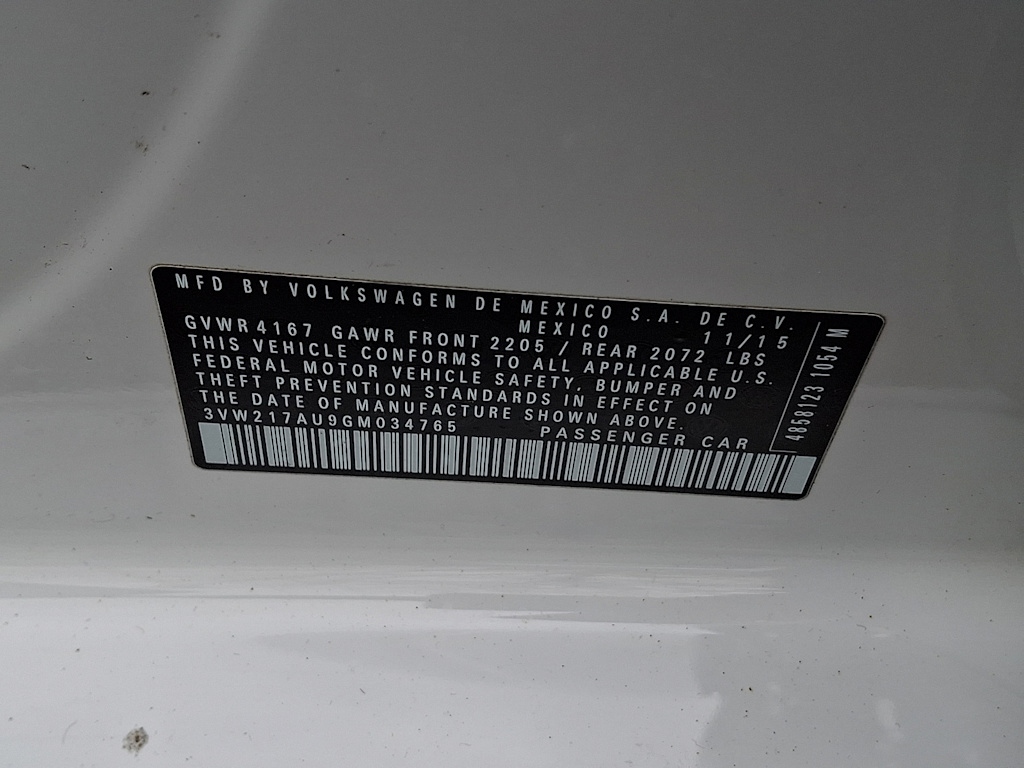 MFD BY VOLKSWAGEN DE MEXICO S.A. DE C.V.
MEXICO 11/15
GVWR 4167 GAWR FRONT 2205 / REAR 2072 LBS
THIS VEHICLE CONFORMS TO ALL APPLICABLE U.S.
FEDERAL MOTOR VEHICLE SAFETY, BUMPER AND
THEFT PREVENTION STANDARDS IN EFFECT ON
THE DATE OF MANUFACTURE SHOWN ABOVE.
3VW217AU9GM034765 PASSENGER CAR
4858123 1054 M